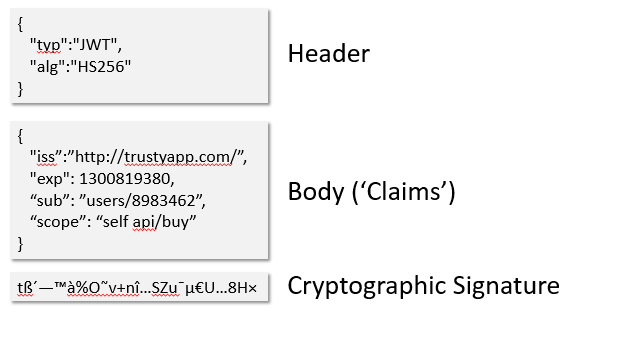 {
"typ":"JWT",
"alg":"HS256"
}
Header
{
"iss”:”http://trustyapp.com/”,
"exp": 1300819380,
“sub”: ”users/8983462”,
“scope”: “self api/buy”
}
Body (‘Claims’)
tß´—™à%O˜v+nî…SZu¯µ€U…8H×
Cryptographic Signature